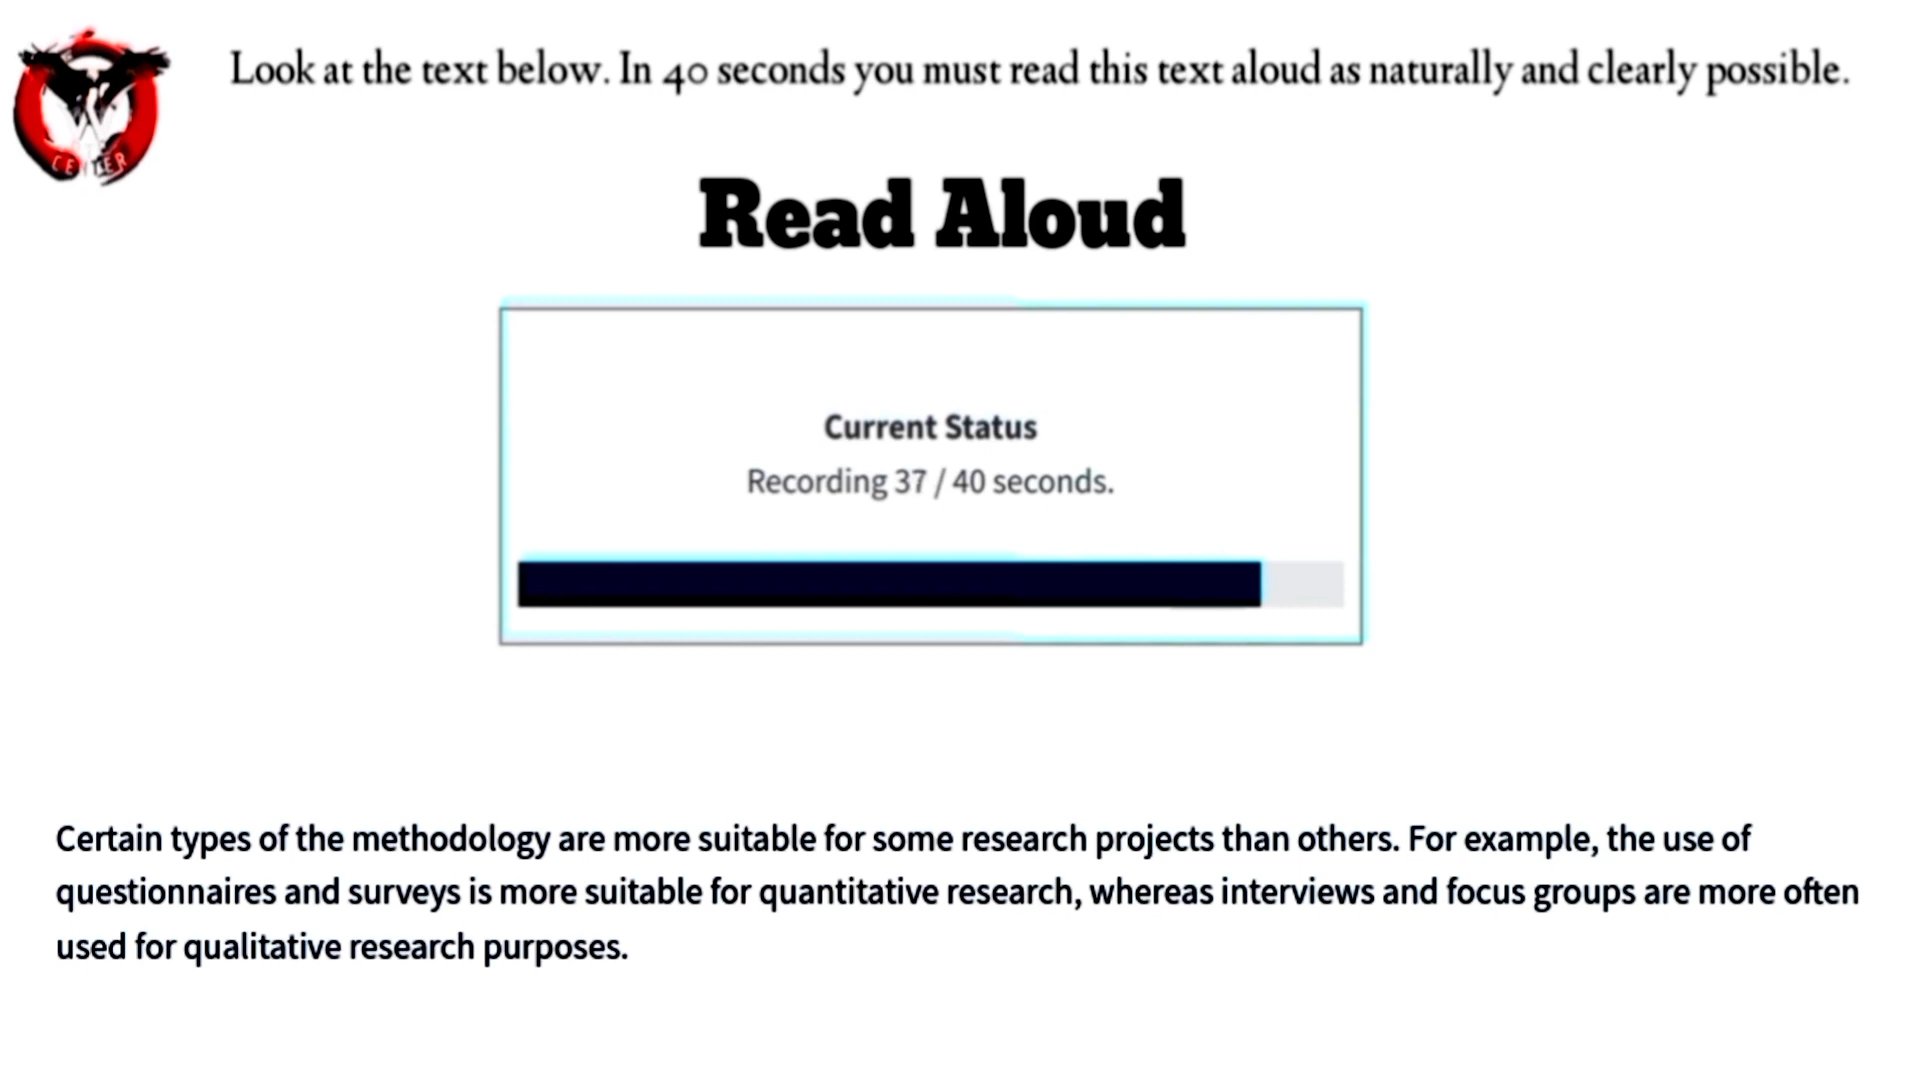 Look at the text below. In 40 seconds you must read this text aloud as naturally and clearly possible.
CENTER
Read Aloud
Current Status
Recording 37 / 40 seconds.
Certain types of the methodology are more suitable for some research projects than others. For example, the use of
questionnaires and surveys is more suitable for quantitative research, whereas interviews and focus groups are more often
used for qualitative research purposes.